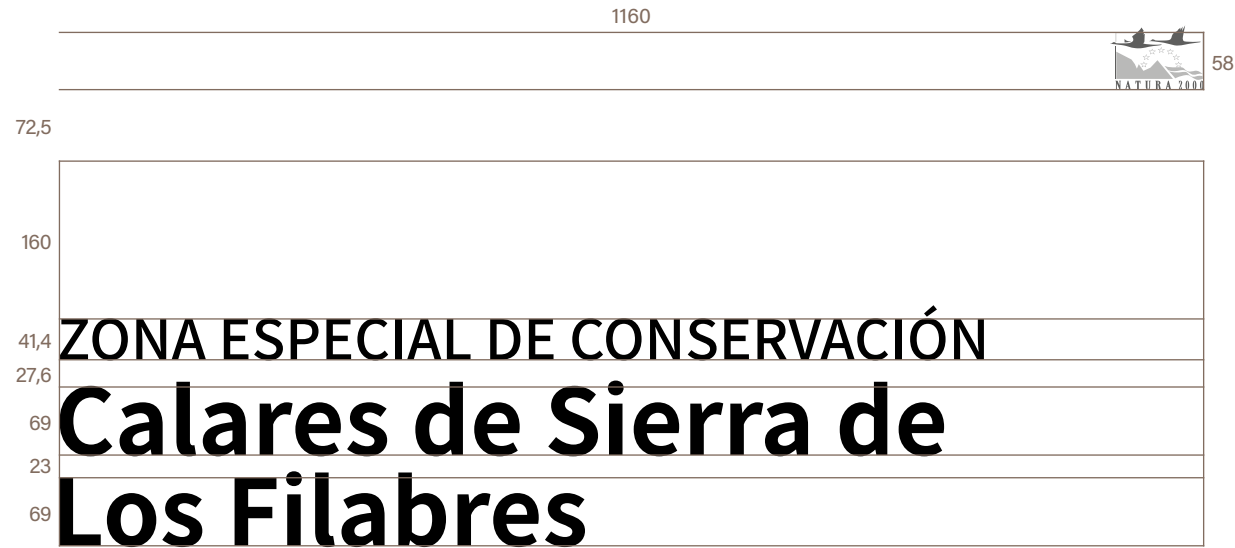 1160
58
NATURA 2000
72,5
160
41,4
ZONA ESPECIAL DE CONSERVACIÓN
27,6
69
Calares de Sierra de
23
69
Los Filabres